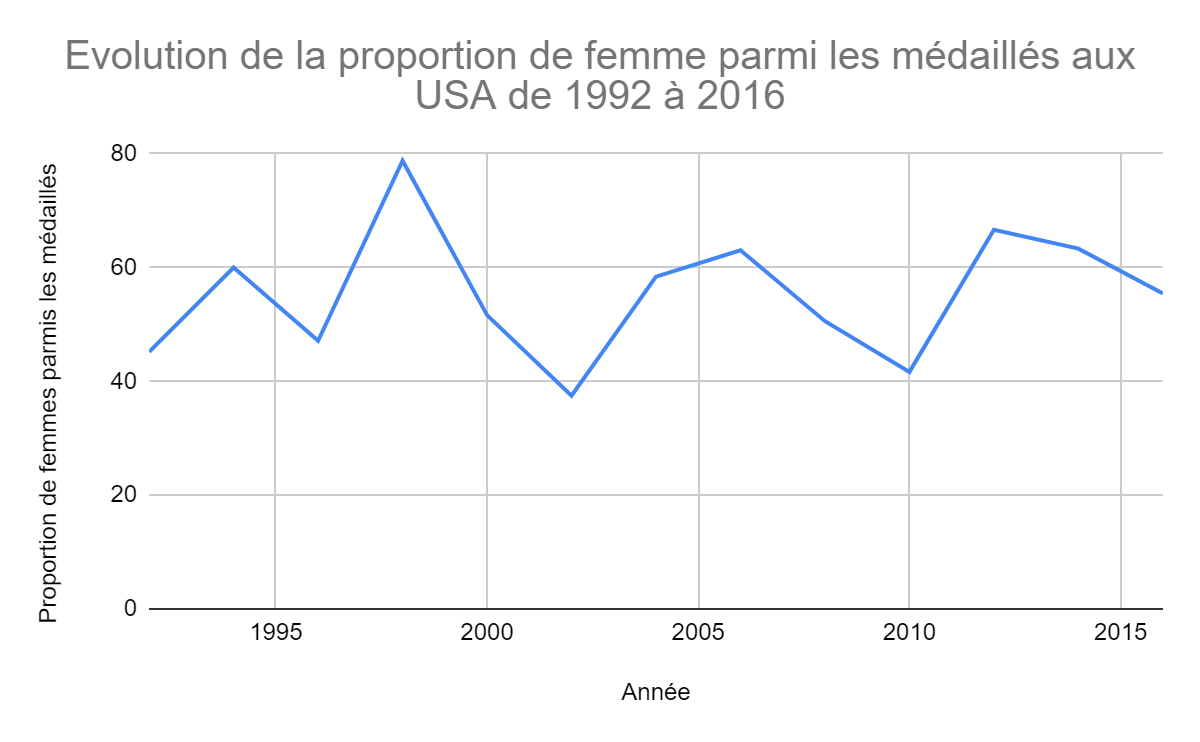 Evolution de la proportion de femme parmi les médaillés aux
USA de 1992 à 2016
Proportion de femmes parmis les médaillés
80
60
40
20
0
1995 2000 2005 2010 2015
Année